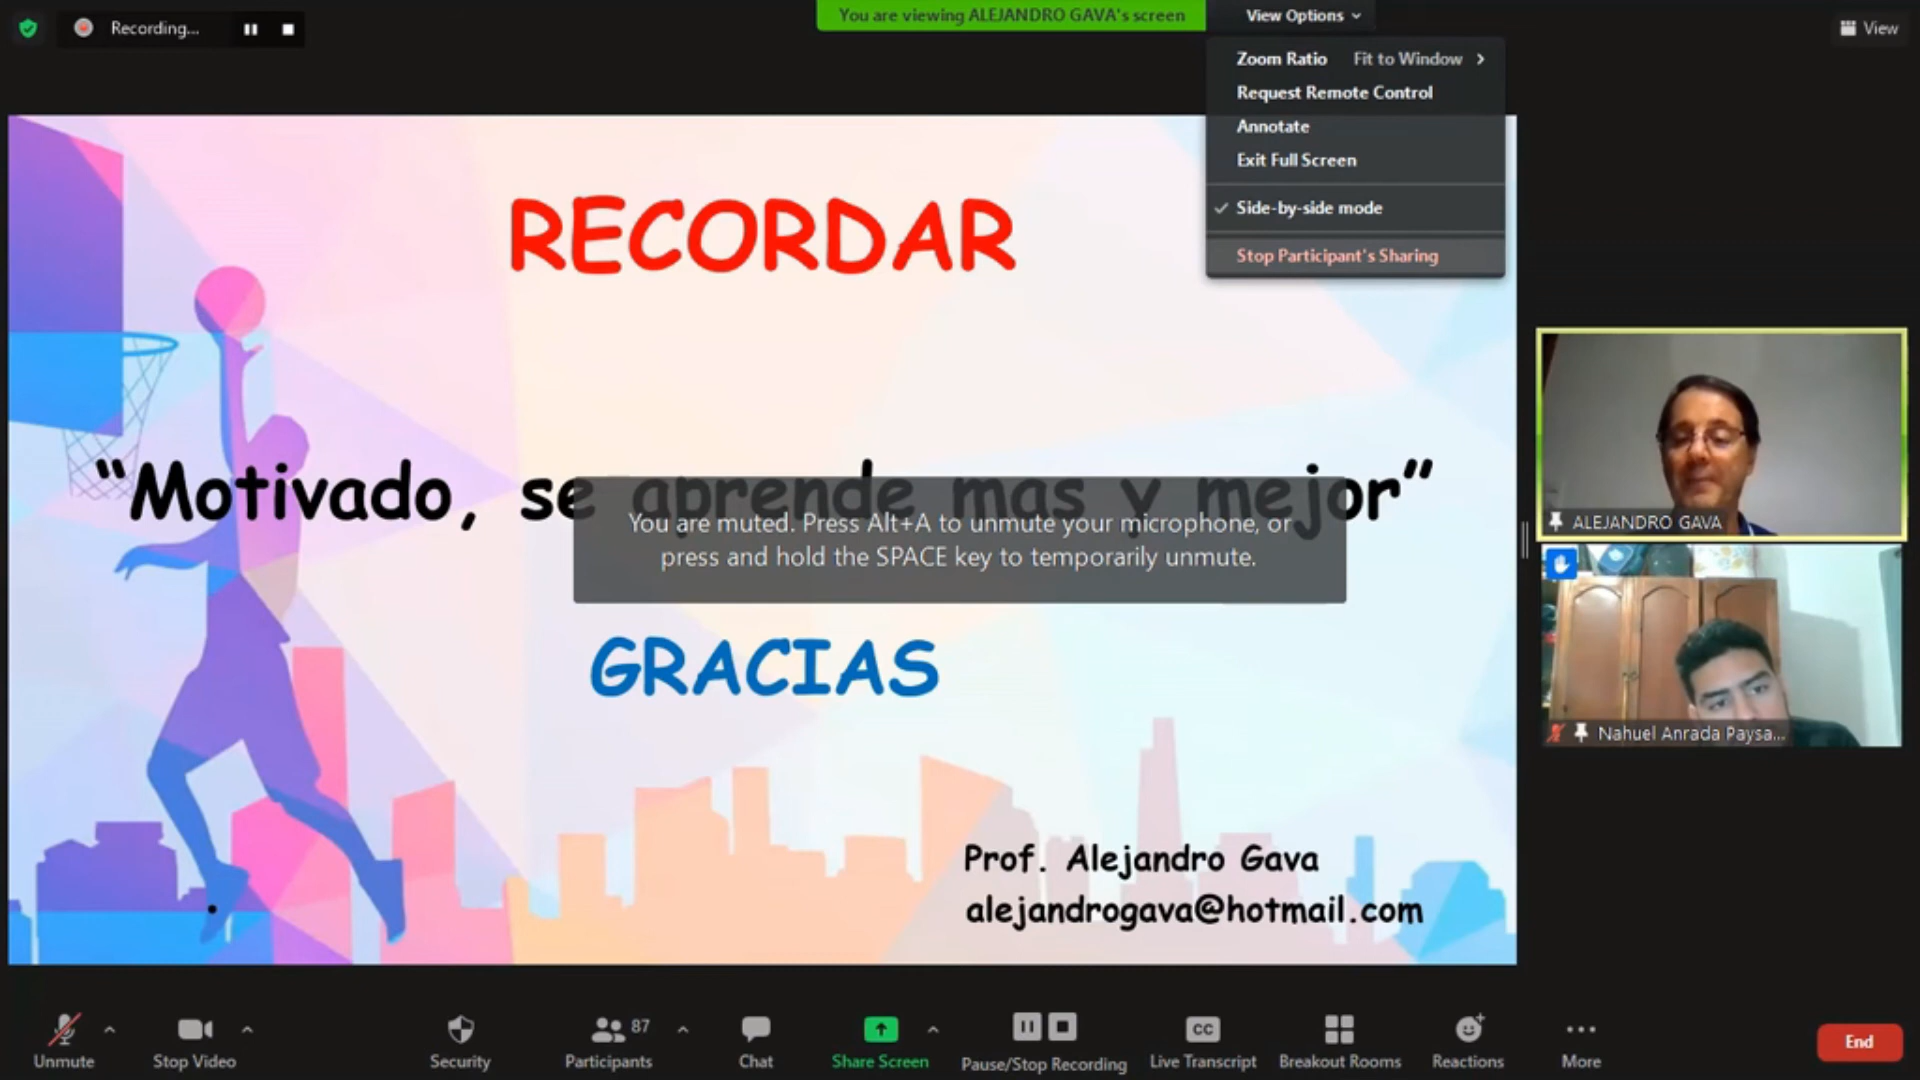 Recording...
You are viewing ALEJANDRO GAVA's screen
View Options
View
Zoom Ratio Fit to Window
Request Remote Control
Annotate
Exit Full Screen
Side-by-side mode
Stop Participant's Sharing
RECORDAR
“Motivado, se aprende mas y mejor”
You are muted. Press Alt+A to unmute your microphone, or
press and hold the SPACE key to temporarily unmute.
GRACIAS
Prof. Alejandro Gava
alejandrogava@hotmail.com
ALEJANDRO GAVA
Nahuel Anrada Paysa...
87
CC
Unmute
Stop Video
Security
Participants
Chat
Share Screen
Pause/Stop Recording
Live Transcript
Breakout Rooms
Reactions
More
End